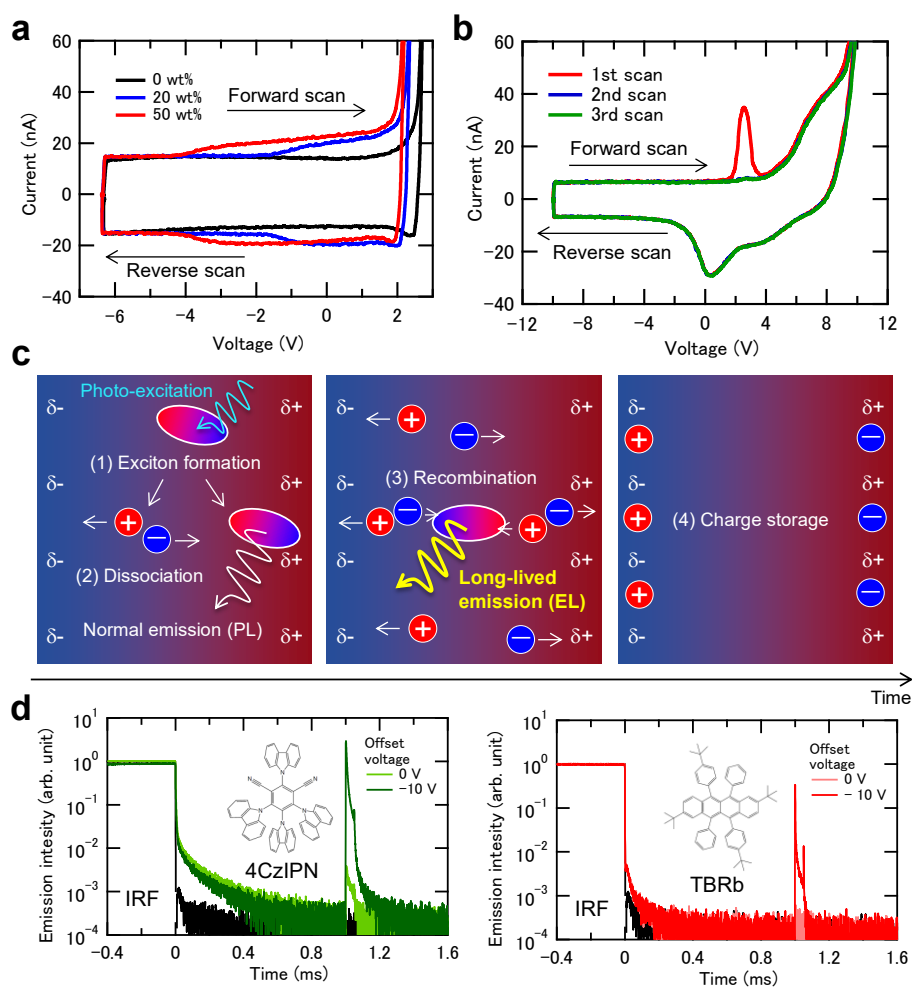 a
60
40
20
0
−20
−40
Current (nA)
0 wt%
20 wt%
50 wt%
Forward scan
Reverse scan
−6
−4
−2
0
2
Voltage (V)
b
60
40
20
0
−20
−40
Current (nA)
1st scan
2nd scan
3rd scan
Forward scan
Reverse scan
−12
−8
−4
0
4
8
12
Voltage (V)
c
Photo-excitation
δ-
δ+
(1) Exciton formation
δ-
δ+
δ-
δ+
+
−
(2) Dissociation
δ-
δ+
Normal emission (PL)
δ-
δ+
δ-
+
−
δ+
(3) Recombination
δ-
δ+
δ-
+
−
+
−
δ+
δ-
δ+
Long-lived
emission (EL)
δ-
+
−
δ+
δ-
δ+
+
−
δ-
δ+
δ-
+
(4) Charge storage
−
δ+
δ-
δ+
+
−
δ-
δ+
Time
d
10¹
10⁰
10⁻¹
10⁻²
10⁻³
10⁻⁴
Emission intesity (arb. unit)
Offset
voltage
0 V
−10 V
N
N
N
N
N
N
4CzIPN
IRF
−0.4
0
0.4
0.8
1.2
1.6
Time (ms)
10¹
10⁰
10⁻¹
10⁻²
10⁻³
10⁻⁴
Emission intesity (arb. unit)
Offset
voltage
0 V
− 10 V
TBRb
IRF
−0.4
0
0.4
0.8
1.2
1.6
Time (ms)